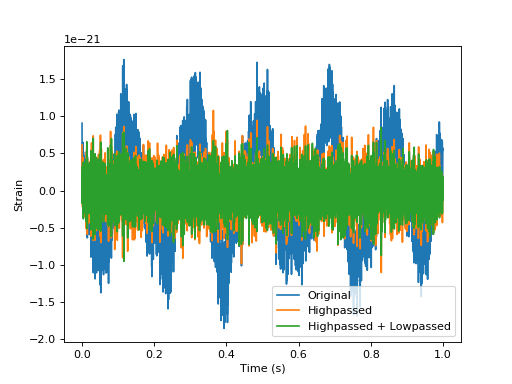 1e−21
1.5
1.0
0.5
0.0
−0.5
−1.0
−1.5
−2.0
Strain
Original
Highpassed
Highpassed + Lowpassed
0.0 0.2 0.4 0.6 0.8 1.0
Time (s)